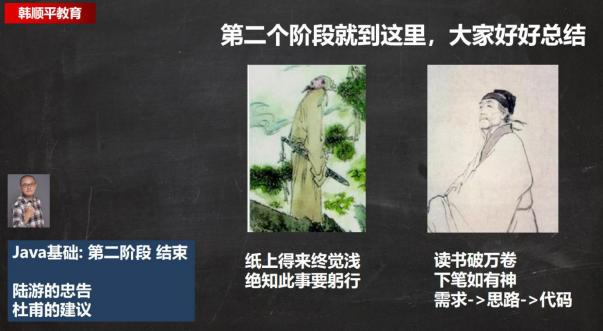 韩顺平教育
第二个阶段就到这里，大家好好总结
纸上得来终觉浅
绝知此事要躬行
读书破万卷
下笔如有神
需求->思路->代码
Java基础: 第二阶段 结束
陆游的忠告
杜甫的建议